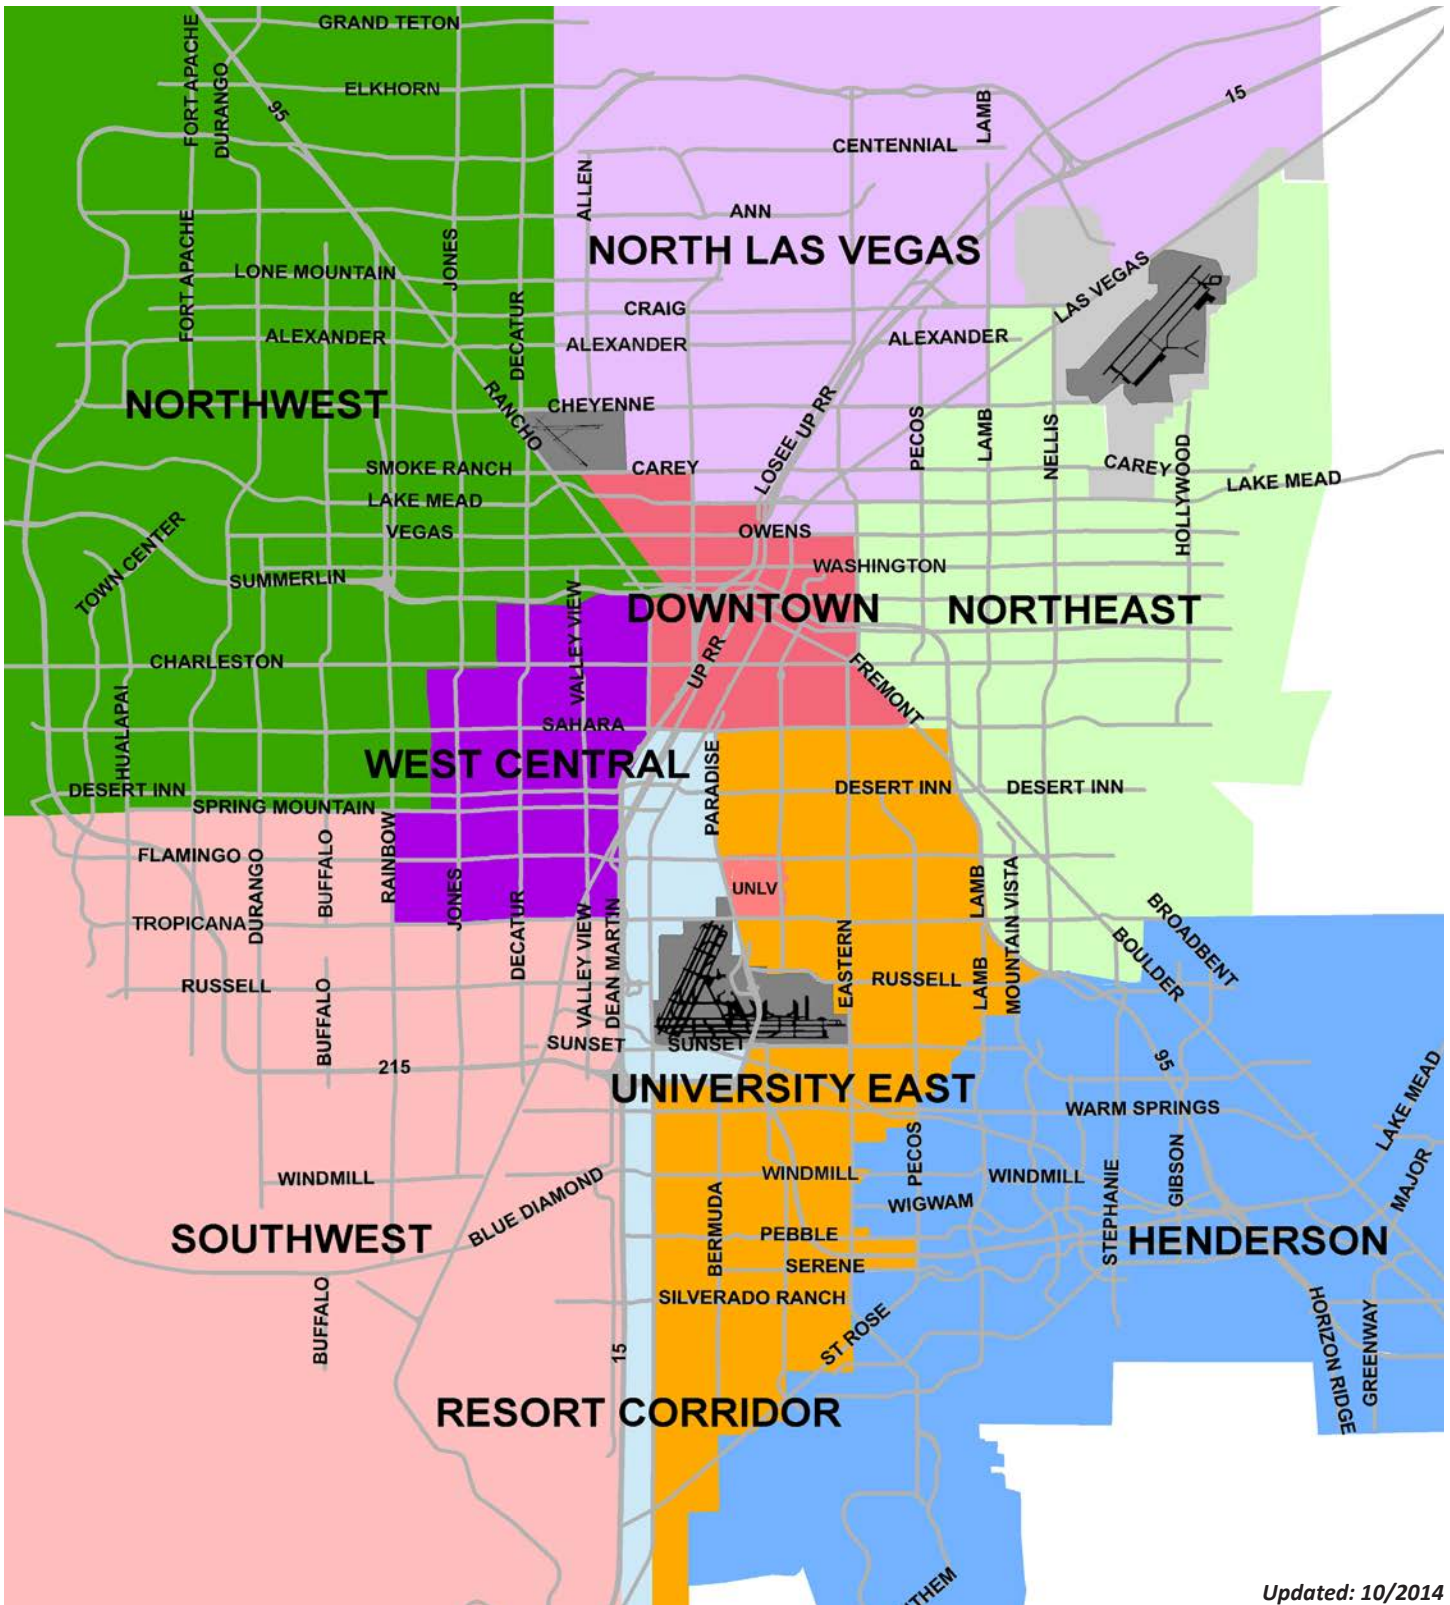 GRAND TETON
FORT APACHE
DURANGO
95
ELKHORN
LAMB
15
CENTENNIAL
ALLEN
ANN
FORT APACHE
JONES
NORTH LAS VEGAS
LONE MOUNTAIN
LAS VEGAS
CRAIG
DECATUR
ALEXANDER
ALEXANDER
ALEXANDER
NORTHWEST
RANCHO
CHEYENNE
UP RR
LOSEE
PECOS
LAMB
NELLIS
HOLLYWOOD
SMOKE RANCH
CAREY
CAREY
LAKE MEAD
LAKE MEAD
VEGAS
OWENS
TOWN CENTER
SUMMERLIN
WASHINGTON
VALLEY VIEW
DOWNTOWN
NORTHEAST
CHARLESTON
UP RR
FREMONT
HUALAPAI
SAHARA
WEST CENTRAL
PARADISE
DESERT INN
DESERT INN
DESERT INN
SPRING MOUNTAIN
FLAMINGO
DURANGO
BUFFALO
RAINBOW
JONES
DECATUR
UNLV
LAMB
MOUNTAIN VISTA
BROADBENT
BOULDER
TROPICANA
VALLEY VIEW
DEAN MARTIN
EASTERN
RUSSELL
RUSSELL
LAMB
BUFFALO
SUNSET
SUNSET
215
95
UNIVERSITY EAST
LAKE MEAD
WARM SPRINGS
PECOS
STEPHANIE
GIBSON
MAJOR
WINDMILL
WINDMILL
WINDMILL
BLUE DIAMOND
BERMUDA
WIGWAM
SOUTHWEST
PEBBLE
HENDERSON
SERENE
BUFFALO
SILVERADO RANCH
ST ROSE
15
HORIZON RIDGE
GREENWAY
RESORT CORRIDOR
THEM
Updated: 10/2014